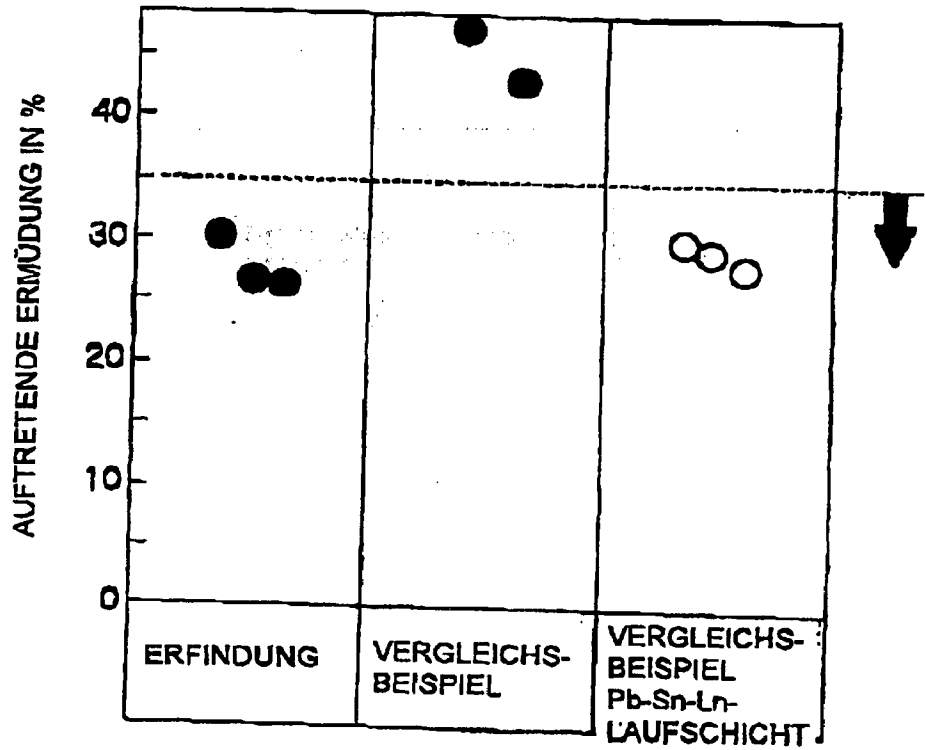 AUFTRETENDE ERMÜDUNG IN %
40
30
20
10
0
ERFINDUNG
VERGLEICHS-
BEISPIEL
VERGLEICHS-
BEISPIEL
Pb-Sn-Ln-
LAUFSCHICHT